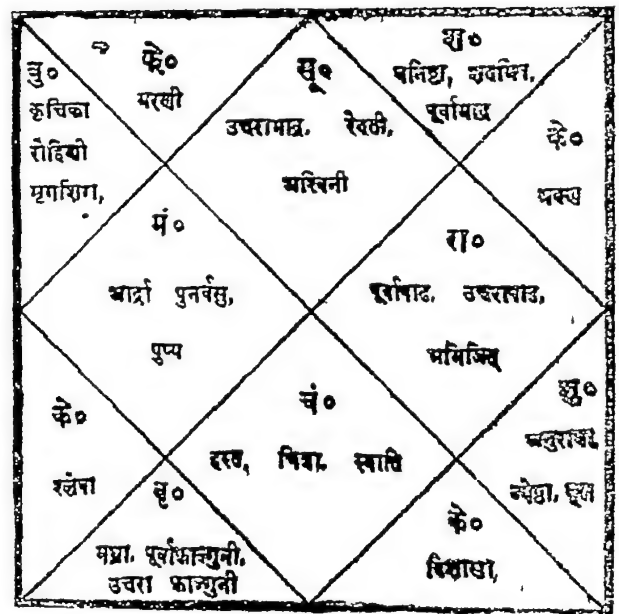 के०
भरणी
सू०
उत्तराभाद्र, रेवती,
अश्विनी
शु०
धनिष्ठा, शतभिषा,
पूर्वाभाद्र
बु०
कृत्तिका
रोहिणी
मृगशिरा,
के०
श्रवण
मं०
आर्द्रा पुनर्वसु,
पुष्य
रा०
पूर्वाषाढ, उत्तराषाढ,
अभिजित्
के०
श्लेषा
चं०
हस्त, चित्रा, स्वाति
अनुराधा,
ज्येष्ठा, मूल
वृ०
मघा, पूर्वाफाल्गुनी,
उत्तरा फाल्गुनी
के०
विशाखा,